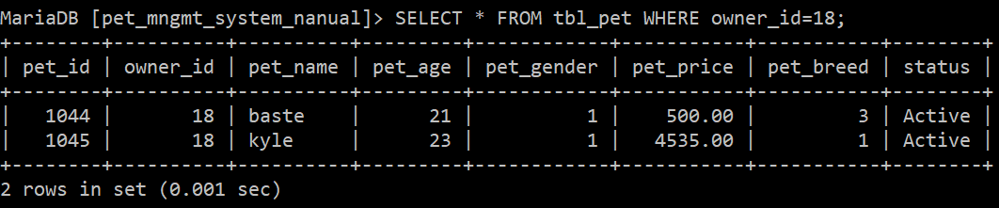 MariaDB [pet_mngmt_system_nanual]> SELECT * FROM tbl_pet WHERE owner_id=18;
+--------+----------+----------+---------+------------+-----------+-----------+--------+
| pet_id | owner_id | pet_name | pet_age | pet_gender | pet_price | pet_breed | status |
+--------+----------+----------+---------+------------+-----------+-----------+--------+
|   1044 |       18 | baste    |      21 |          1 |    500.00 |         3 | Active |
|   1045 |       18 | kyle     |      23 |          1 |   4535.00 |         1 | Active |
+--------+----------+----------+---------+------------+-----------+-----------+--------+
2 rows in set (0.001 sec)